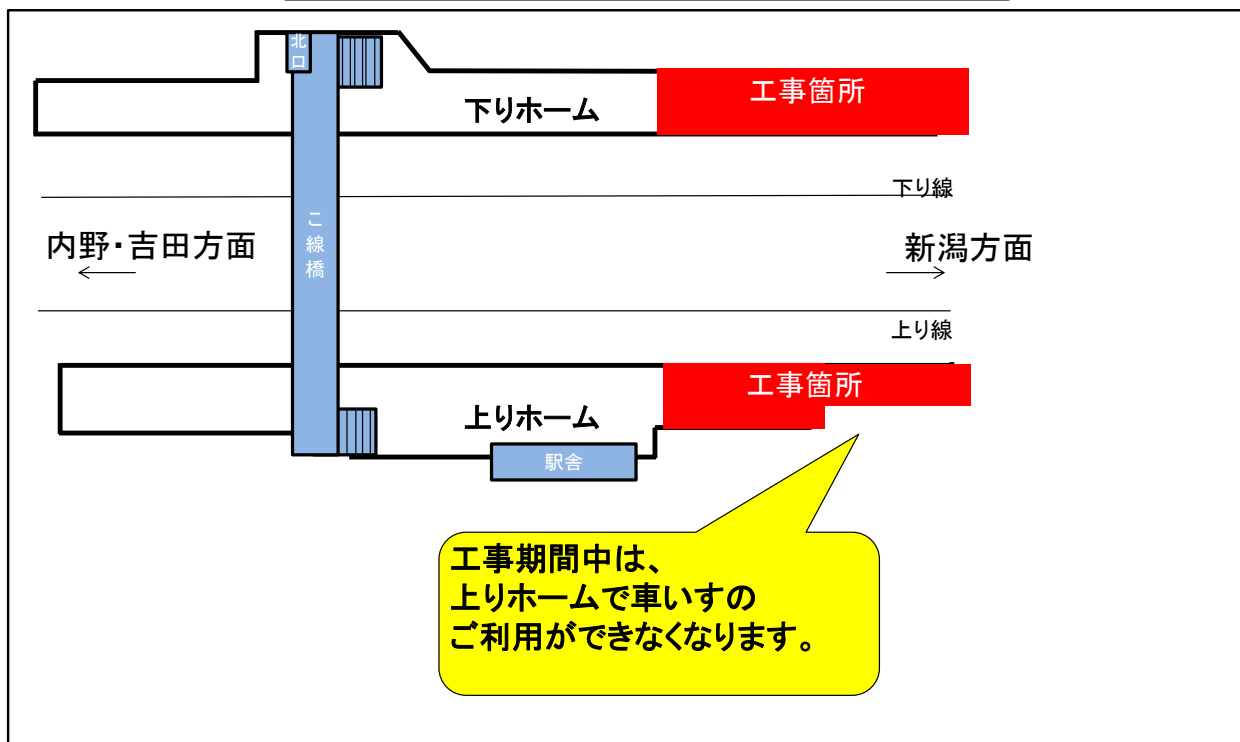 北口
工事箇所
下りホーム
下り線
こ線橋
内野・吉田方面
新潟方面
上り線
工事箇所
上りホーム
駅舎
工事期間中は、
上りホームで車いすの
ご利用ができなくなります。